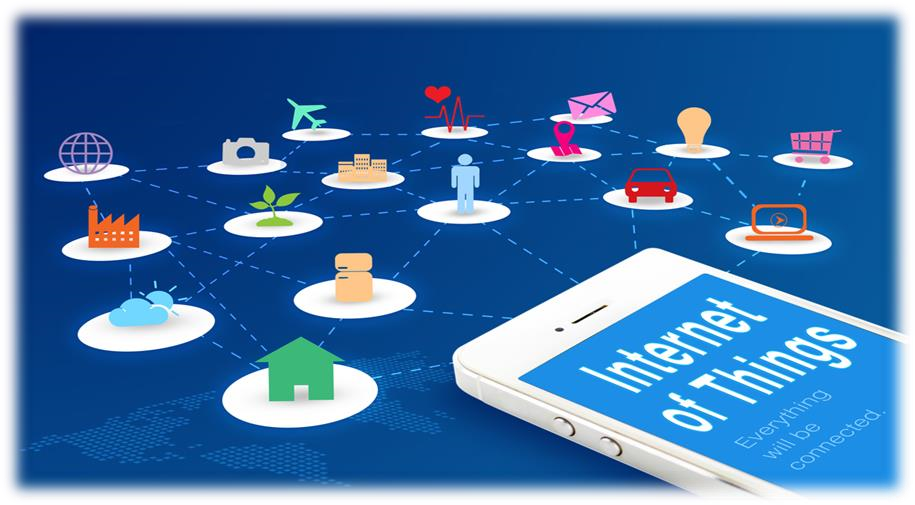 Internet
of Things
Everything
will be
connected.